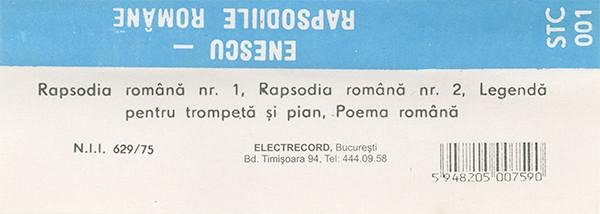 ENESCU –
RAPSODIILE ROMÂNE
STC
001
Rapsodia română nr. 1, Rapsodia română nr. 2, Legendă
pentru trompetă și pian, Poema română
N.I.I. 629/75
ELECTRECORD, București
Bd. Timișoara 94, Tel; 444.09.58
5 948205 007590